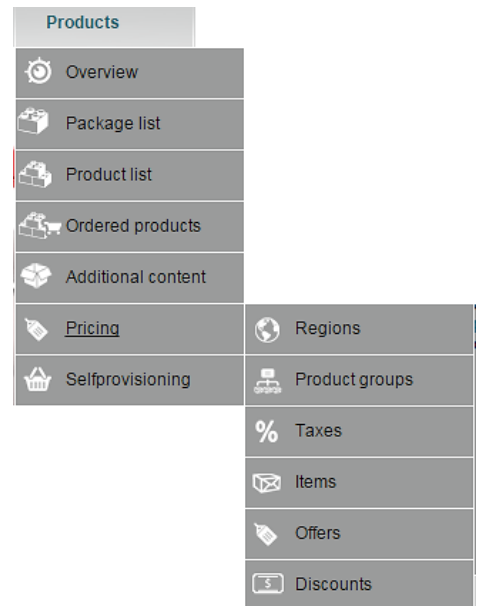 Products
Overview
Package list
Product list
Ordered products
Additional content
Pricing
Selfprovisioning
Regions
Product groups
% Taxes
Items
Offers
$ Discounts